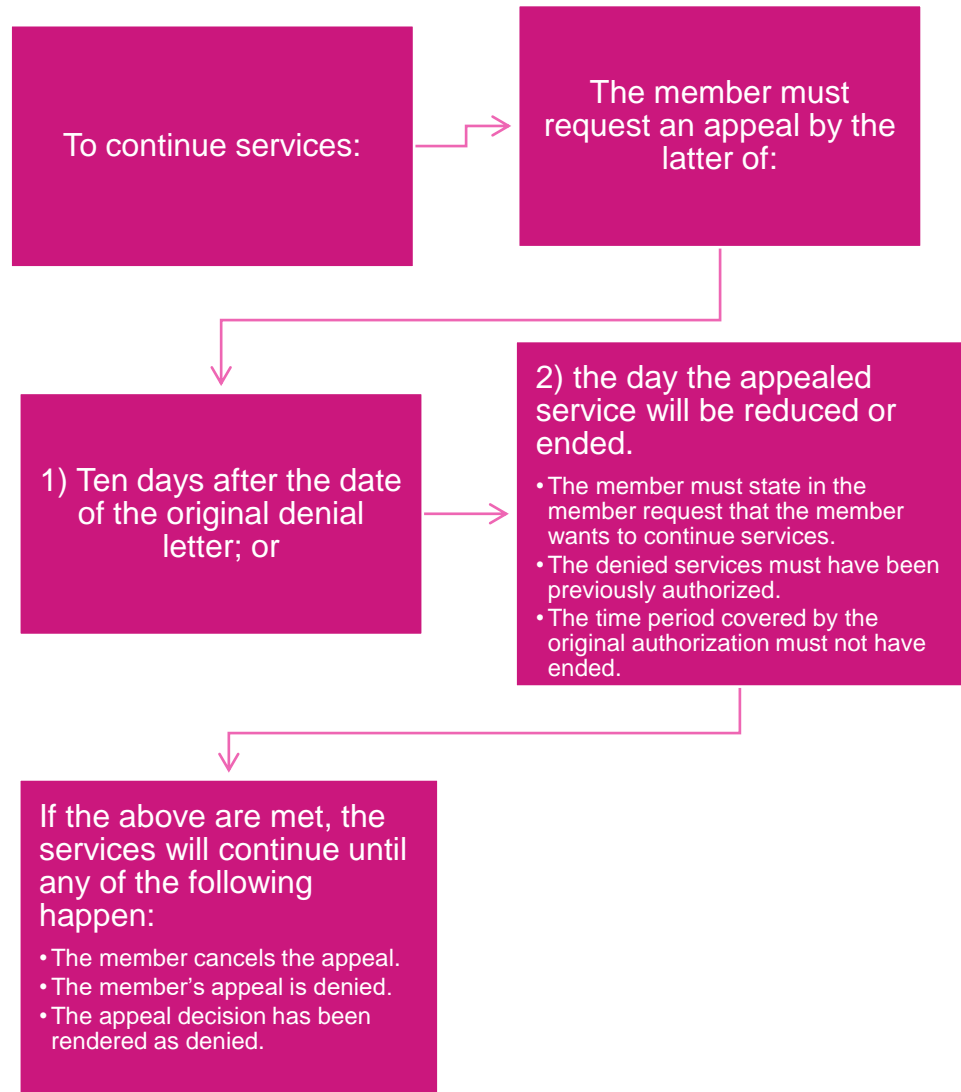 To continue services:
The member must
request an appeal by the
latter of:
1) Ten days after the date
of the original denial
letter; or
2) the day the appealed
service will be reduced or
ended.
• The member must state in the
member request that the member
wants to continue services.
• The denied services must have been
previously authorized.
• The time period covered by the
original authorization must not have
ended.
If the above are met, the
services will continue until
any of the following
happen:
• The member cancels the appeal.
• The member’s appeal is denied.
• The appeal decision has been
rendered as denied.